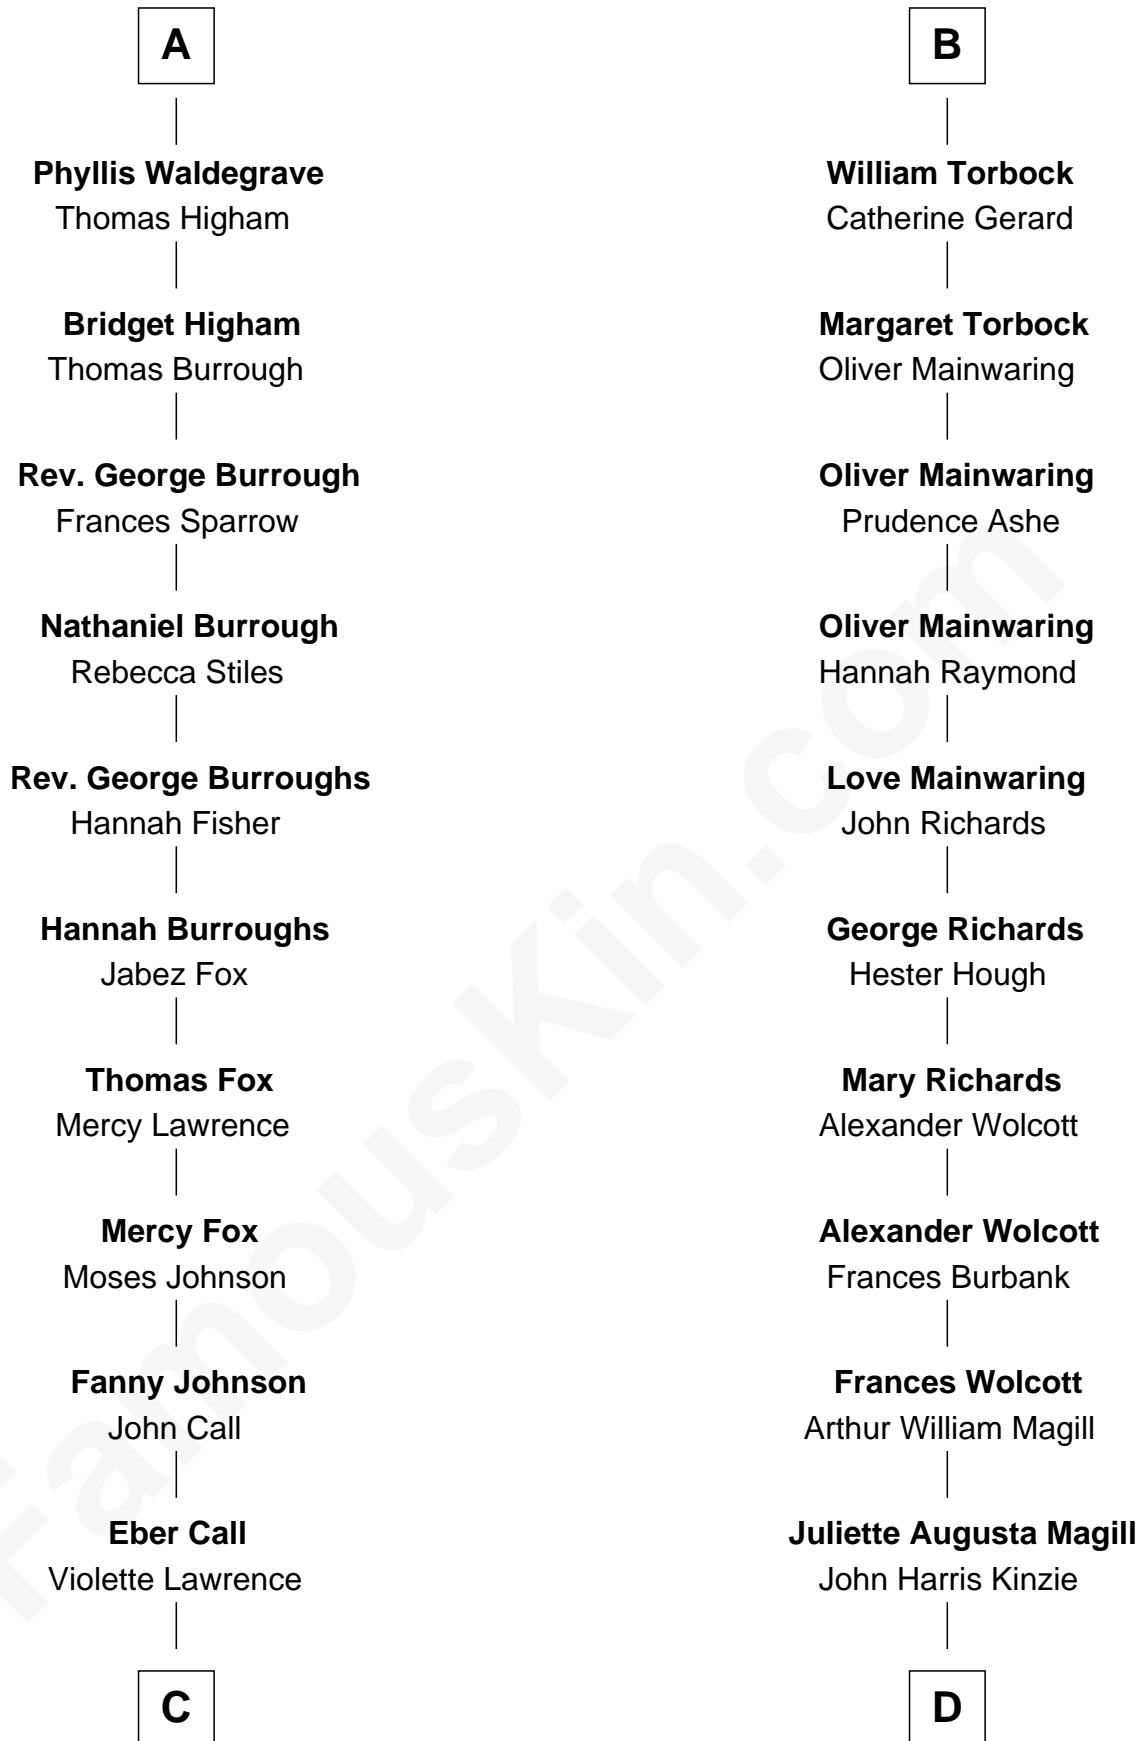 A
Phyllis Waldegrave
Thomas Higham
Bridget Higham
Thomas Burrough
Rev. George Burrough
Frances Sparrow
Nathaniel Burrough
Rebecca Stiles
Rev. George Burroughs
Hannah Fisher
Hannah Burroughs
Jabez Fox
Thomas Fox
Mercy Lawrence
Mercy Fox
Moses Johnson
Fanny Johnson
John Call
Eber Call
Violette Lawrence
C
B
William Torbock
Catherine Gerard
Margaret Torbock
Oliver Mainwaring
Oliver Mainwaring
Prudence Ashe
Oliver Mainwaring
Hannah Raymond
Love Mainwaring
John Richards
George Richards
Hester Hough
Mary Richards
Alexander Wolcott
Alexander Wolcott
Frances Burbank
Frances Wolcott
Arthur William Magill
Juliette Augusta Magill
John Harris Kinzie
D
FamousKin.com